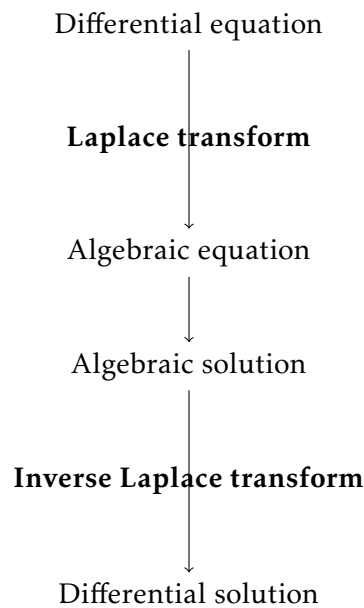 Differential equation
Laplace transform
Algebraic equation
Algebraic solution
Inverse Laplace transform
Differential solution